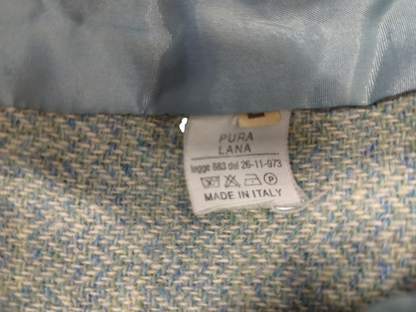 PURA
LANA
legge 883 del 26-11-973
P
MADE IN ITALY